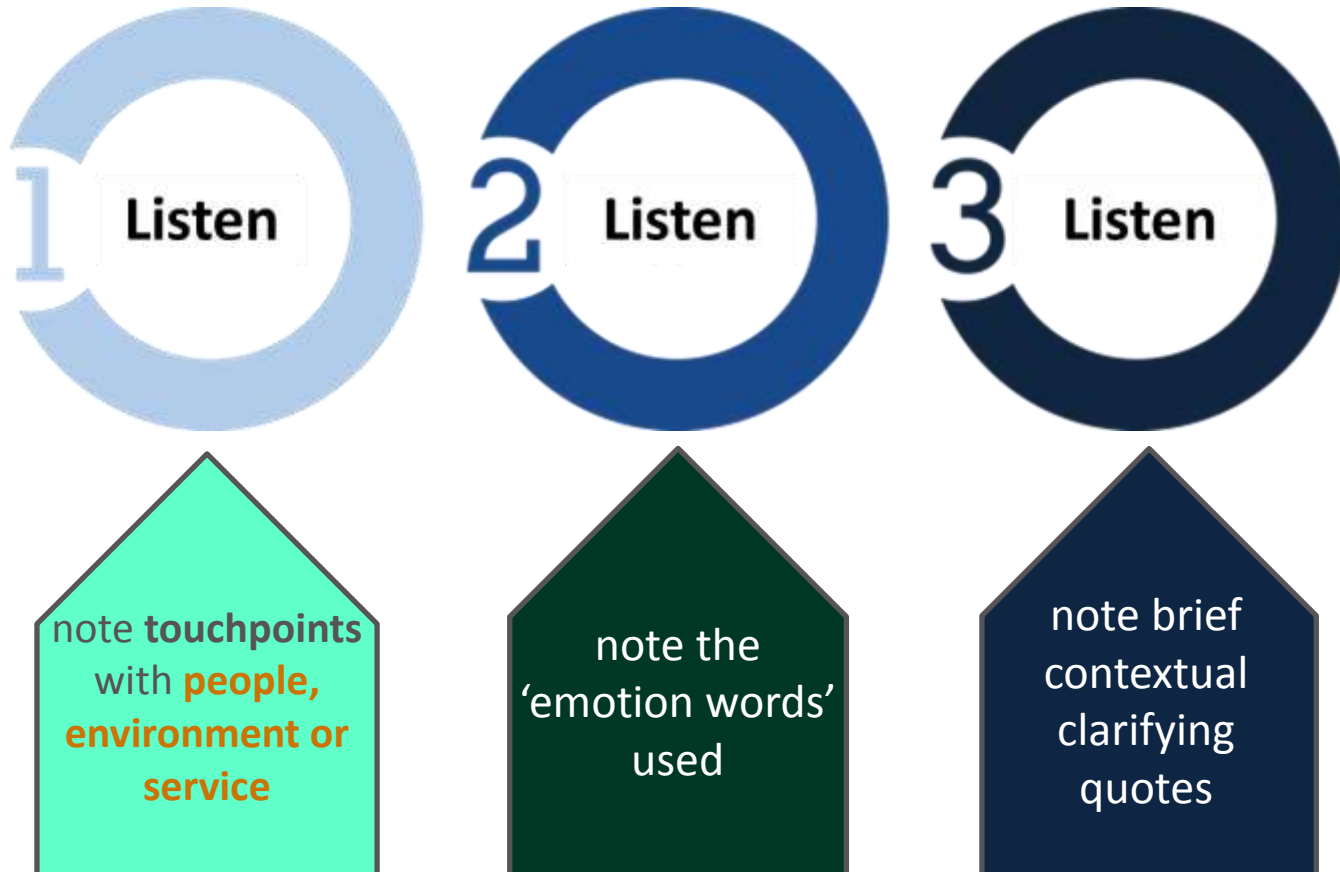 1
Listen
2
Listen
3
Listen
note touchpoints
with people,
environment or
service
note the
‘emotion words’
used
note brief
contextual
clarifying
quotes